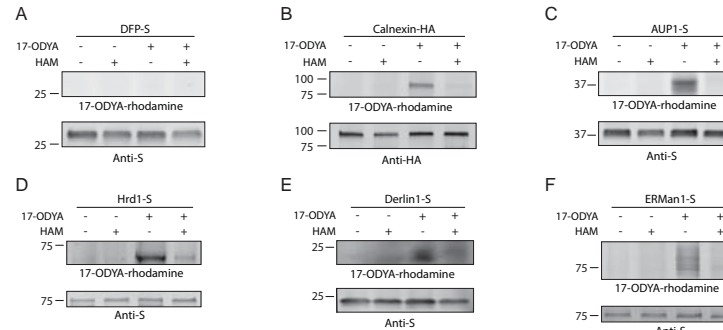 A
DFP-S
17-ODYA - - + +
HAM - + - +
25
17-ODYA-rhodamine
25
Anti-S
B
Calnexin-HA
17-ODYA - - + +
HAM - + - +
100
75
17-ODYA-rhodamine
100
75
Anti-HA
C
AUP1-S
17-ODYA - - + +
HAM - + - +
37
17-ODYA-rhodamine
37
Anti-S
D
Hrd1-S
17-ODYA - - + +
HAM - + - +
75
17-ODYA-rhodamine
75
Anti-S
E
Derlin1-S
17-ODYA - - + +
HAM - + - +
25
17-ODYA-rhodamine
25
Anti-S
F
ERMan1-S
17-ODYA - - + +
HAM - + - +
75
17-ODYA-rhodamine
75
Anti-S